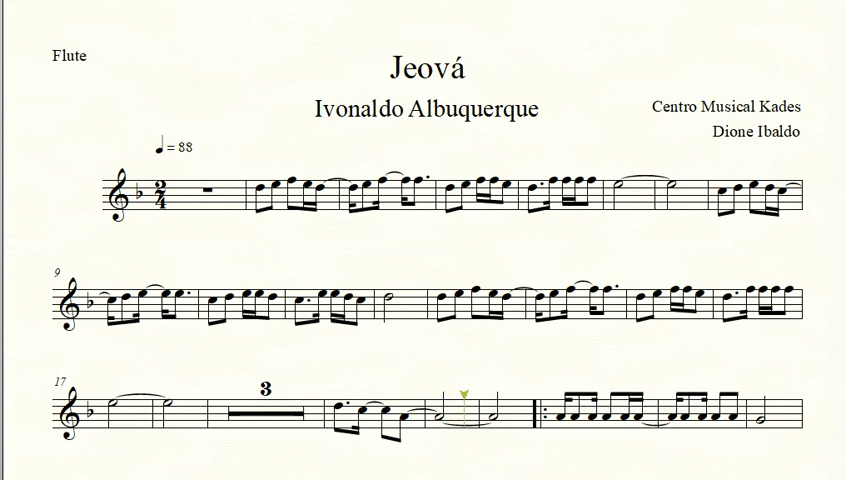 Flute
Jeová
Ivonaldo Albuquerque
Centro Musical Kades
Dione Ibaldo
= 88
2
4
9
17
3